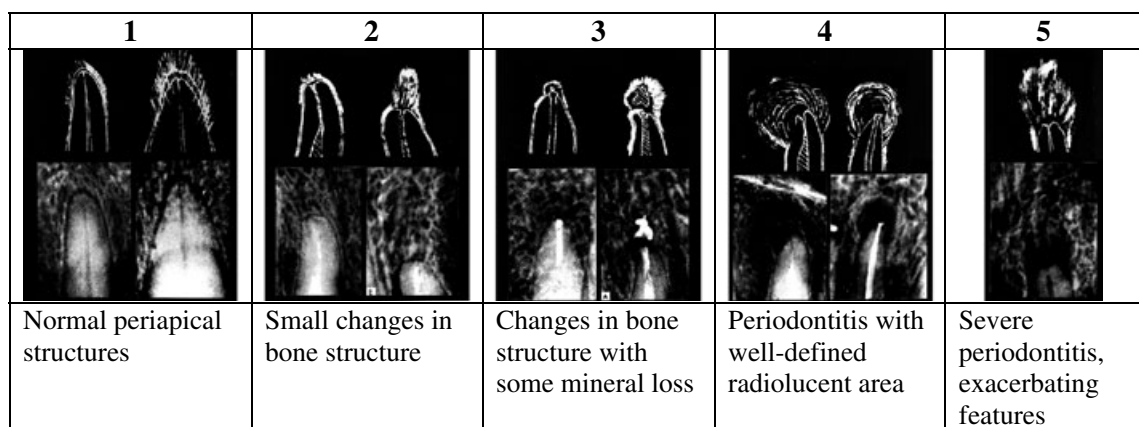 1 2 3 4 5
Normal periapical
structures
Small changes in
bone structure
Changes in bone
structure with
some mineral loss
Periodontitis with
well-defined
radiolucent area
Severe
periodontitis,
exacerbating
features